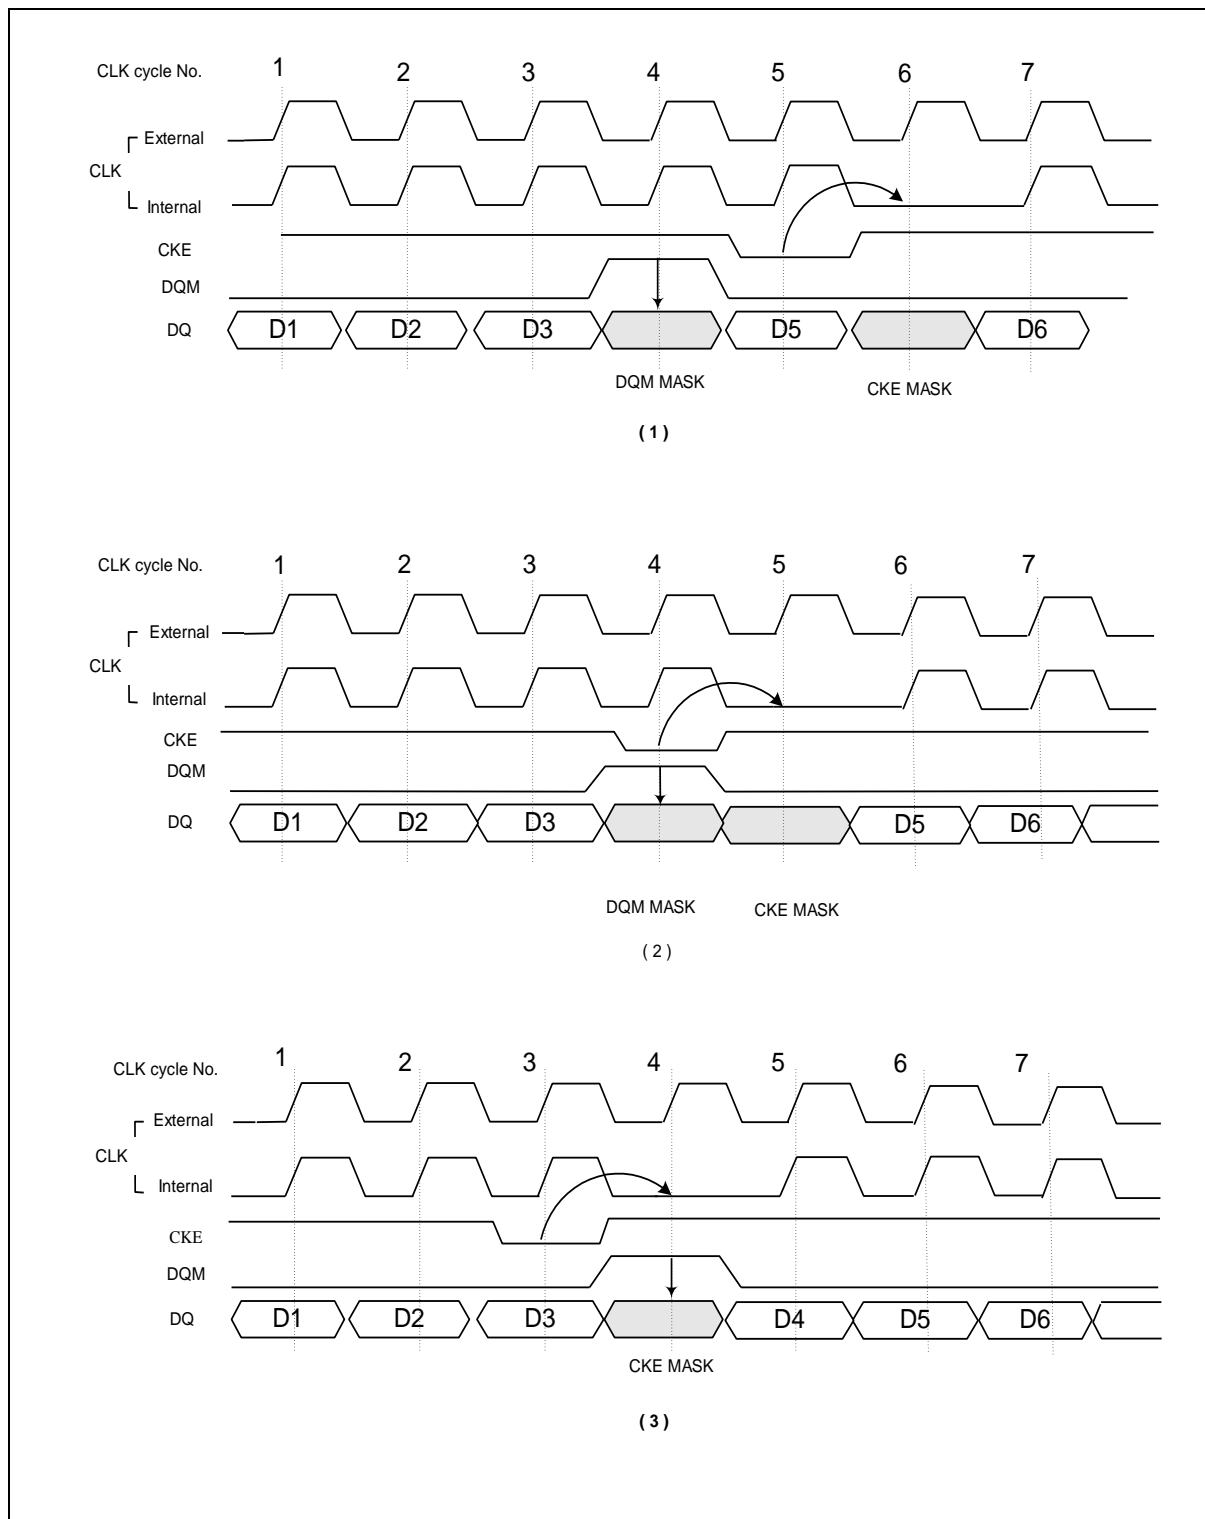 CLK cycle No. 1 2 3 4 5 6 7
External
CLK
Internal
CKE
DQM
DQ D1 D2 D3 D5 D6
DQM MASK CKE MASK
( 1 )
CLK cycle No. 1 2 3 4 5 6 7
External
CLK
Internal
CKE
DQM
DQ D1 D2 D3 D5 D6
DQM MASK CKE MASK
( 2 )
CLK cycle No. 1 2 3 4 5 6 7
External
CLK
Internal
CKE
DQM
DQ D1 D2 D3 D4 D5 D6
CKE MASK
( 3 )